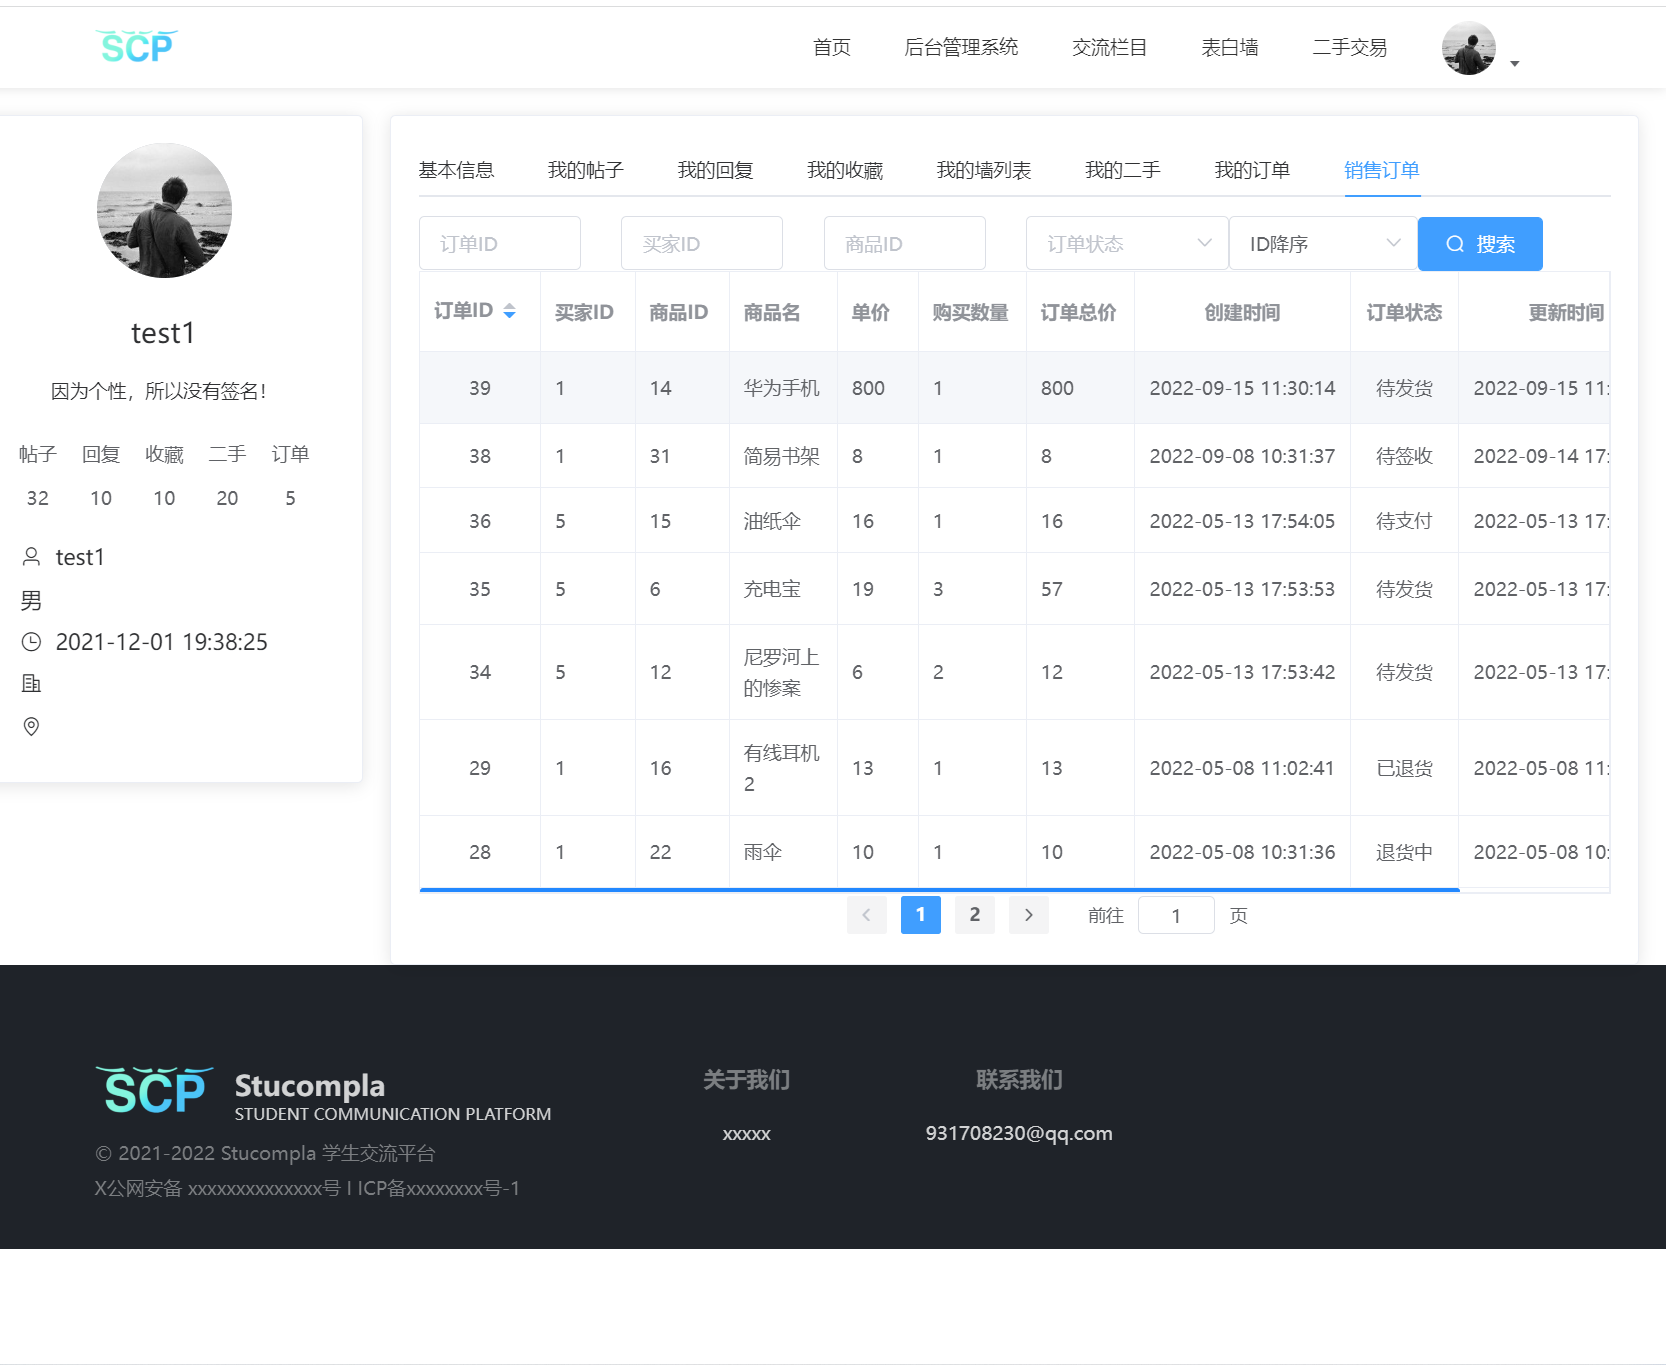 SCP
首页 后台管理系统 交流栏目 表白墙 二手交易
test1
因为个性，所以没有签名！
帖子 回复 收藏 二手 订单
32 10 10 20 5
test1
男
2021-12-01 19:38:25
基本信息 我的帖子 我的回复 我的收藏 我的墙列表 我的二手 我的订单 销售订单
订单ID 买家ID 商品ID 订单状态 ID降序 搜索
订单ID 买家ID 商品ID 商品名 单价 购买数量 订单总价 创建时间 订单状态 更新时间
39 1 14 华为手机 800 1 800 2022-09-15 11:30:14 待发货 2022-09-15 11:
38 1 31 简易书架 8 1 8 2022-09-08 10:31:37 待签收 2022-09-14 17:
36 5 15 油纸伞 16 1 16 2022-05-13 17:54:05 待支付 2022-05-13 17:
35 5 6 充电宝 19 3 57 2022-05-13 17:53:53 待发货 2022-05-13 17:
34 5 12 尼罗河上的惨案 6 2 12 2022-05-13 17:53:42 待发货 2022-05-13 17:
29 1 16 有线耳机2 13 1 13 2022-05-08 11:02:41 已退货 2022-05-08 11:
28 1 22 雨伞 10 1 10 2022-05-08 10:31:36 退货中 2022-05-08 10:
1 2 前往 1 页
SCP Stucompla
STUDENT COMMUNICATION PLATFORM
© 2021-2022 Stucompla 学生交流平台
X公网安备 xxxxxxxxxxxxxx号 I ICP备xxxxxxxx号-1
关于我们
xxxxx
联系我们
931708230@qq.com